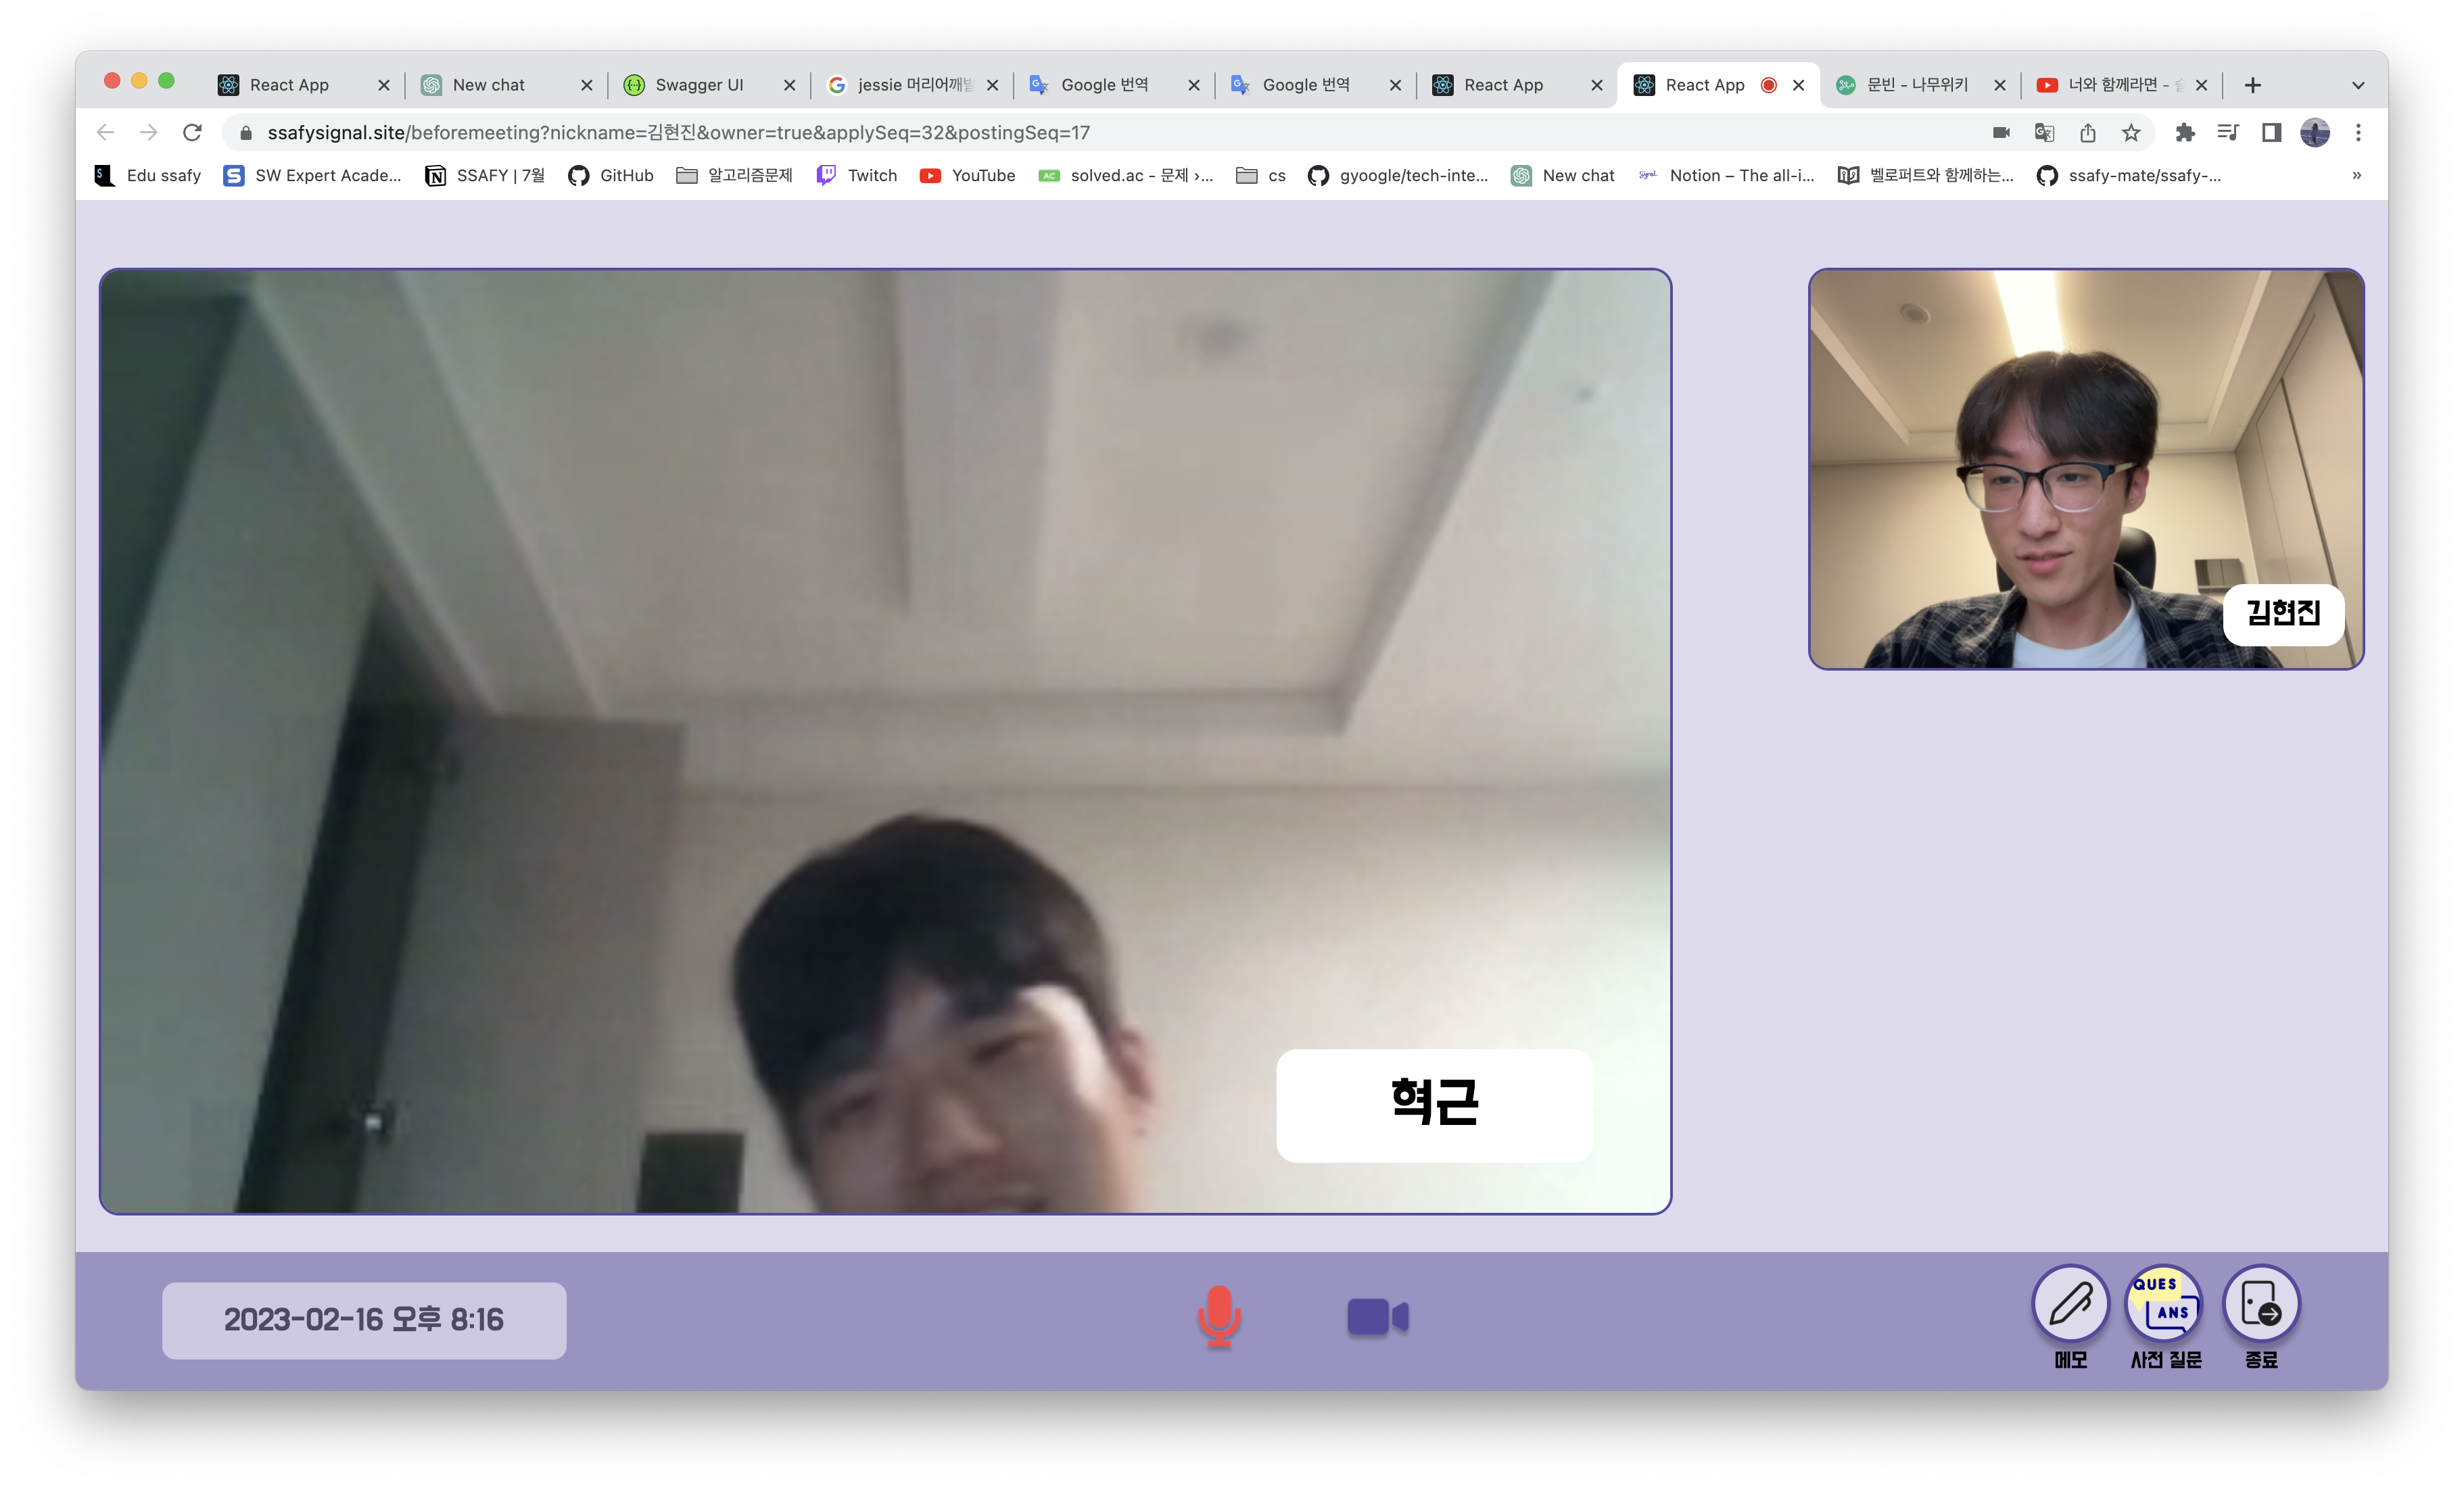 React App
New chat
Swagger UI
jessie 머리어깨
Google 번역
Google 번역
React App
React App
문빈 - 나무위키
너와 함께라면 -
ssafysignal.site/beforemeeting?nickname=김현진&owner=true&applySeq=32&postingSeq=17
Edu ssafy
SW Expert Acade...
SSAFY | 7월
GitHub
알고리즘문제
Twitch
YouTube
AC
solved.ac - 문제 ›...
cs
gyoogle/tech-inte...
New chat
Signal
Notion – The all-i...
벨로퍼트와 함께하는...
ssafy-mate/ssafy-...
»
김현진
혁근
2023-02-16 오후 8:16
메모
QUES
ANS
사전 질문
종료